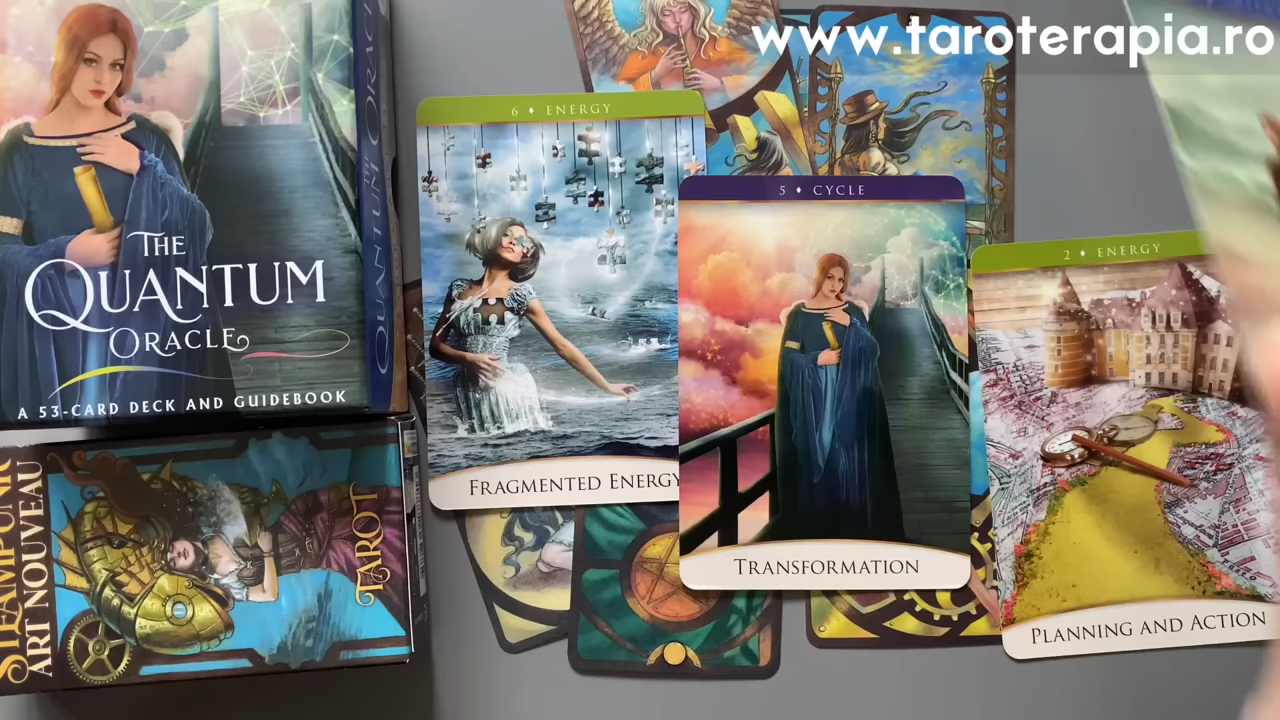 www.taroterapia.ro
THE
QUANTUM
ORACLE
A 53-CARD DECK AND GUIDEBOOK
THE QUANTUM ORACLE
STEAMPUNK
ART NOUVEAU
TAROT
6 ♦ ENERGY
FRAGMENTED ENERGY
5 ♦ CYCLE
TRANSFORMATION
2 ♦ ENERGY
PLANNING AND ACTION